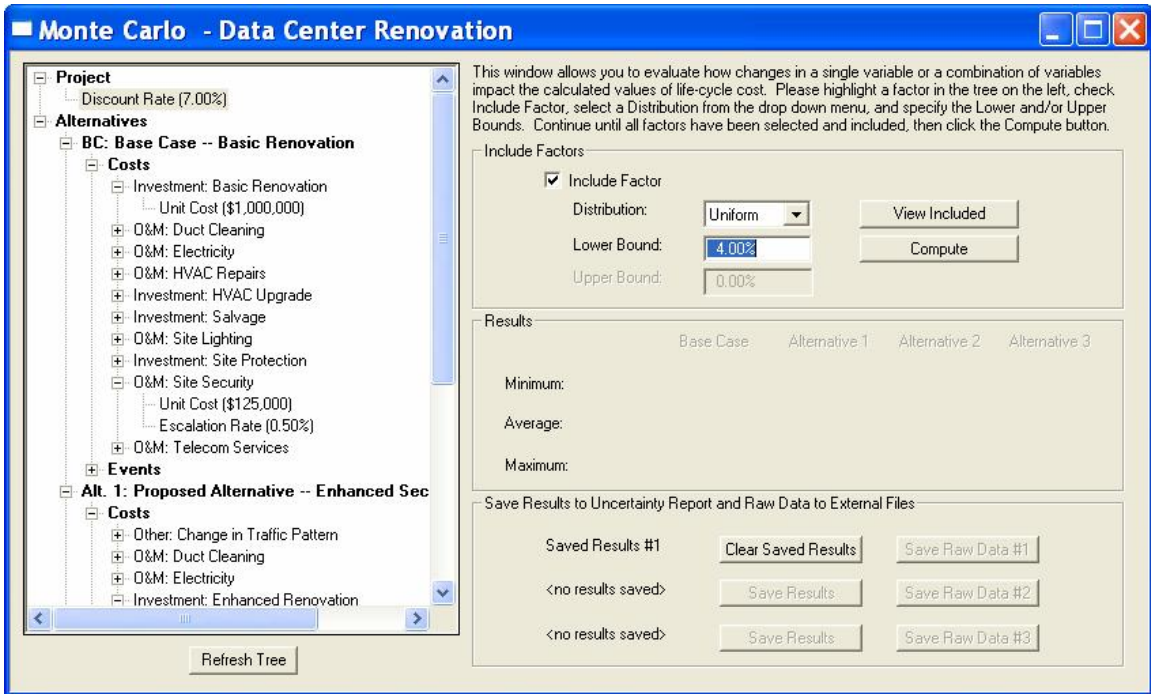 Monte Carlo - Data Center Renovation
Project
Discount Rate (7.00%)
Alternatives
BC: Base Case -- Basic Renovation
Costs
Investment: Basic Renovation
Unit Cost ($1,000,000)
O&M: Duct Cleaning
O&M: Electricity
O&M: HVAC Repairs
Investment: HVAC Upgrade
Investment: Salvage
O&M: Site Lighting
Investment: Site Protection
O&M: Site Security
Unit Cost ($125,000)
Escalation Rate (0.50%)
O&M: Telecom Services
Events
Alt. 1: Proposed Alternative -- Enhanced Sec
Costs
Other: Change in Traffic Pattern
O&M: Duct Cleaning
O&M: Electricity
Investment: Enhanced Renovation
Refresh Tree
This window allows you to evaluate how changes in a single variable or a combination of variables
impact the calculated values of life-cycle cost. Please highlight a factor in the tree on the left, check
Include Factor, select a Distribution from the drop down menu, and specify the Lower and/or Upper
Bounds. Continue until all factors have been selected and included, then click the Compute button.
Include Factors
Include Factor
Distribution: Uniform View Included
Lower Bound: 4.00% Compute
Upper Bound: 0.00%
Results
Base Case Alternative 1 Alternative 2 Alternative 3
Minimum:
Average:
Maximum:
Save Results to Uncertainty Report and Raw Data to External Files
Saved Results #1 Clear Saved Results Save Raw Data #1
<no results saved> Save Results Save Raw Data #2
<no results saved> Save Results Save Raw Data #3